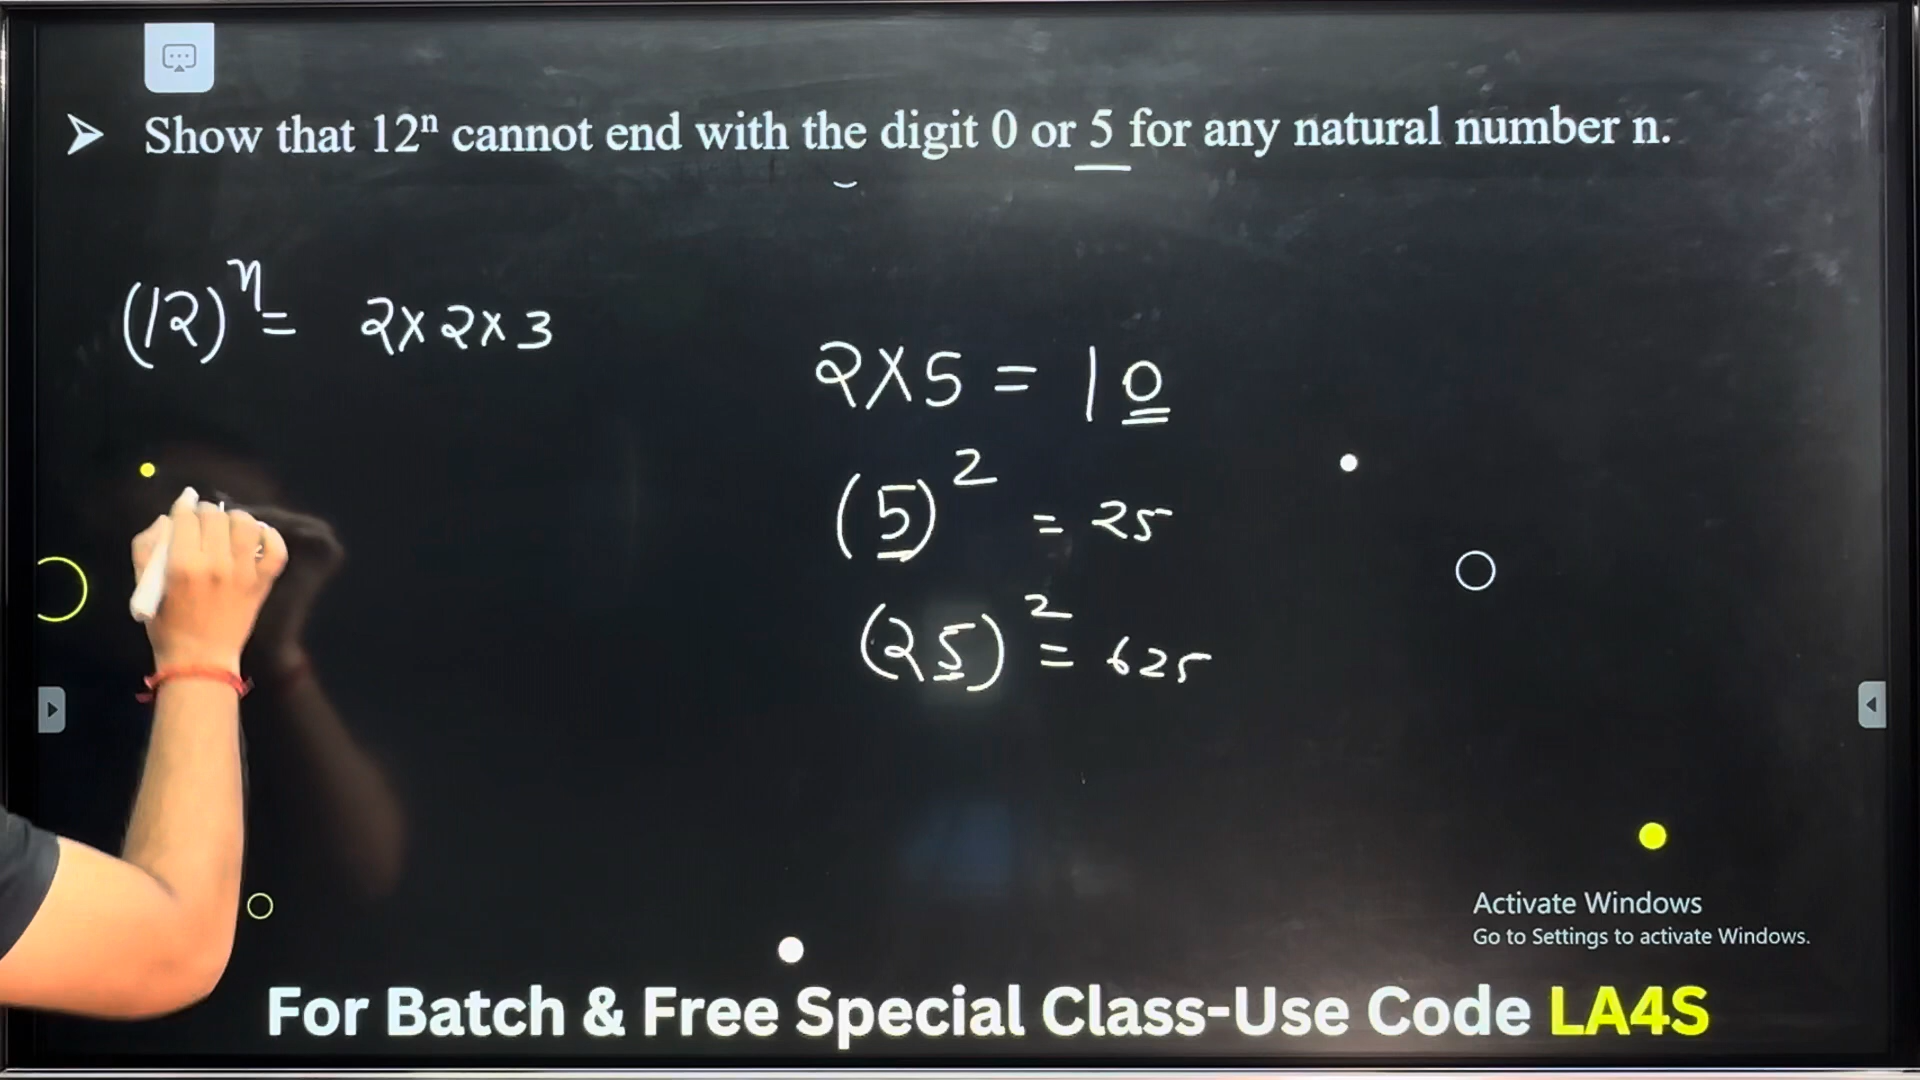 ➤ Show that 12ⁿ cannot end with the digit 0 or 5 for any natural number n.
(12)ⁿ = 2×2×3
2×5 = 10
(5)² = 25
(25)² = 625
Activate Windows
Go to Settings to activate Windows.
For Batch & Free Special Class-Use Code LA4S